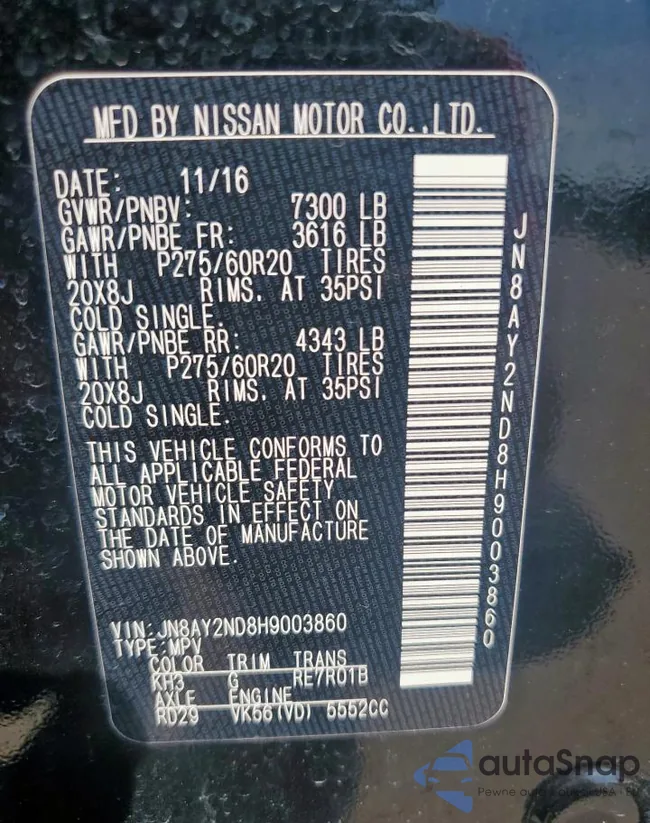 MFD BY NISSAN MOTOR CO.,LTD.
DATE: 11/16
GVWR/PNBV: 7300 LB
GAWR/PNBE FR: 3616 LB
WITH P275/60R20 TIRES
20X8J RIMS. AT 35PSI
COLD SINGLE.
GAWR/PNBE RR: 4343 LB
WITH P275/60R20 TIRES
20X8J RIMS. AT 35PSI
COLD SINGLE.
THIS VEHICLE CONFORMS TO
ALL APPLICABLE FEDERAL
MOTOR VEHICLE SAFETY
STANDARDS IN EFFECT ON
THE DATE OF MANUFACTURE
SHOWN ABOVE.
VIN: JN8AY2ND8H9003860
TYPE: MPV
COLOR TRIM TRANS
KH3 G RE7R01B
AXLE ENGINE
RD29 VK56(VD) 5552CC
JN8AY2ND8H9003860
autaSnap
Pewne auta